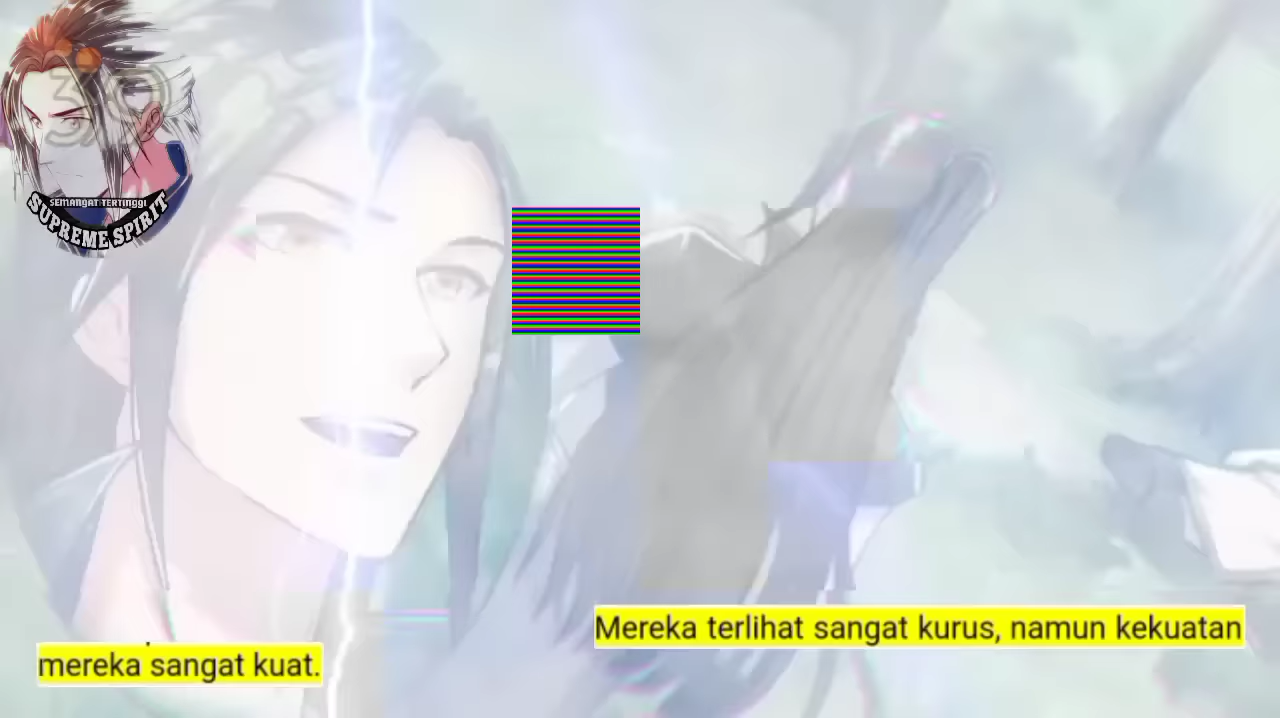 SEMANGAT TERTINGGI
SUPREME SPIRIT
Mereka terlihat sangat kurus, namun kekuatan
mereka sangat kuat.